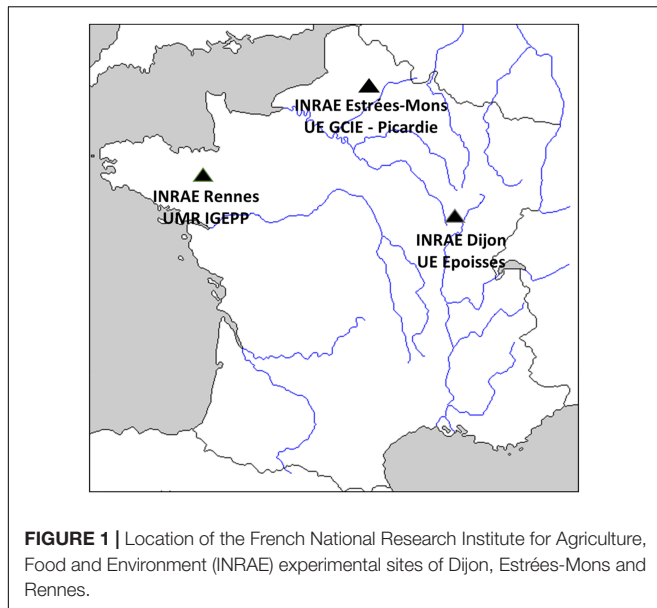 INRAE Estrées-Mons
UE GCIE - Picardie
INRAE Rennes
UMR IGEPP
INRAE Dijon
UE Epoisses
FIGURE 1 | Location of the French National Research Institute for Agriculture,
Food and Environment (INRAE) experimental sites of Dijon, Estrées-Mons and
Rennes.